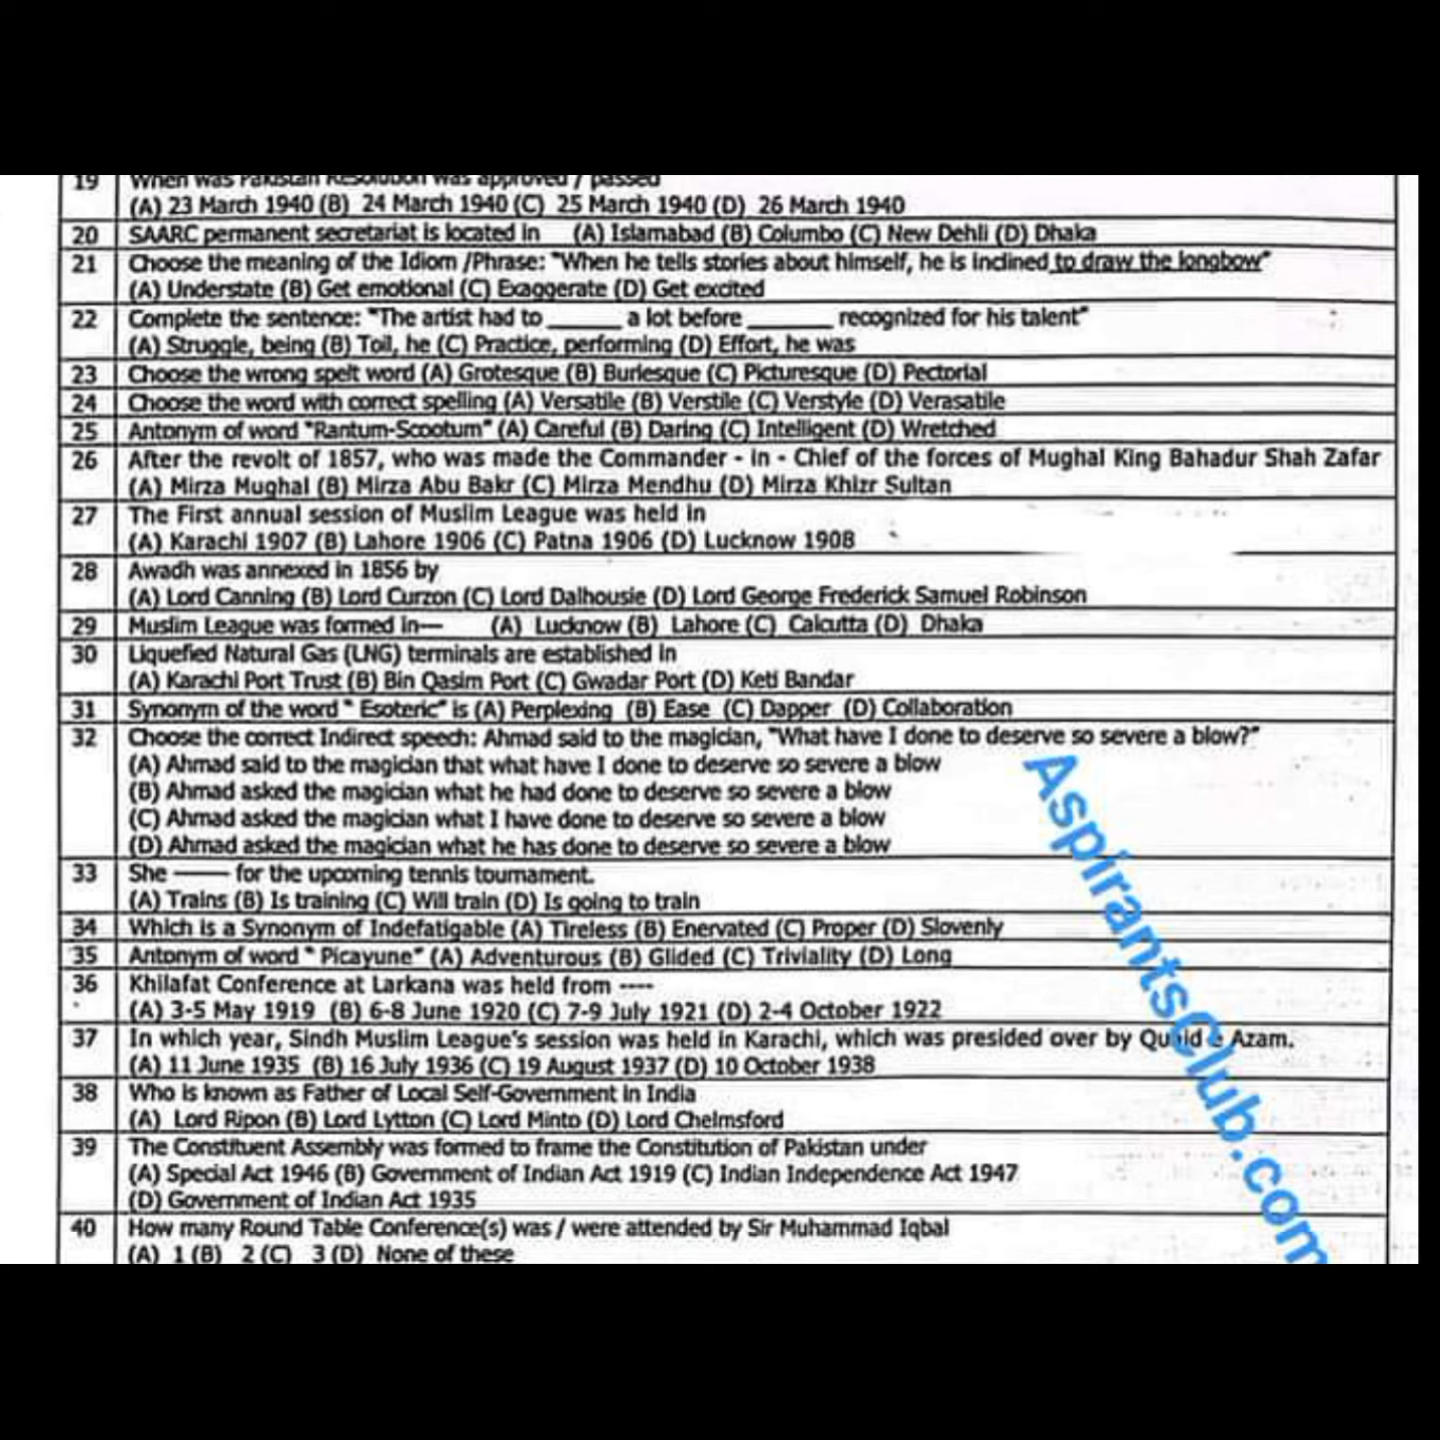 19 When was Pakistan Resolution was approved / passed
(A) 23 March 1940 (B) 24 March 1940 (C) 25 March 1940 (D) 26 March 1940
20 SAARC permanent secretariat is located in (A) Islamabad (B) Columbo (C) New Dehli (D) Dhaka
21 Choose the meaning of the Idiom /Phrase: "When he tells stories about himself, he is inclined to draw the longbow"
(A) Understate (B) Get emotional (C) Exaggerate (D) Get excited
22 Complete the sentence: "The artist had to ______ a lot before _______ recognized for his talent"
(A) Struggle, being (B) Toil, he (C) Practice, performing (D) Effort, he was
23 Choose the wrong spelt word (A) Grotesque (B) Burlesque (C) Picturesque (D) Pectorial
24 Choose the word with correct spelling (A) Versatile (B) Verstile (C) Verstyle (D) Verasatile
25 Antonym of word "Rantum-Scootum" (A) Careful (B) Daring (C) Intelligent (D) Wretched
26 After the revolt of 1857, who was made the Commander - in - Chief of the forces of Mughal King Bahadur Shah Zafar
(A) Mirza Mughal (B) Mirza Abu Bakr (C) Mirza Mendhu (D) Mirza Khizr Sultan
27 The First annual session of Muslim League was held in
(A) Karachi 1907 (B) Lahore 1906 (C) Patna 1906 (D) Lucknow 1908
28 Awadh was annexed in 1856 by
(A) Lord Canning (B) Lord Curzon (C) Lord Dalhousie (D) Lord George Frederick Samuel Robinson
29 Muslim League was formed in— (A) Lucknow (B) Lahore (C) Calcutta (D) Dhaka
30 Liquefied Natural Gas (LNG) terminals are established in
(A) Karachi Port Trust (B) Bin Qasim Port (C) Gwadar Port (D) Keti Bandar
31 Synonym of the word " Esoteric" is (A) Perplexing (B) Ease (C) Dapper (D) Collaboration
32 Choose the correct Indirect speech: Ahmad said to the magician, "What have I done to deserve so severe a blow?"
(A) Ahmad said to the magician that what have I done to deserve so severe a blow
(B) Ahmad asked the magician what he had done to deserve so severe a blow
(C) Ahmad asked the magician what I have done to deserve so severe a blow
(D) Ahmad asked the magician what he has done to deserve so severe a blow
33 She —— for the upcoming tennis tournament.
(A) Trains (B) Is training (C) Will train (D) Is going to train
34 Which is a Synonym of Indefatigable (A) Tireless (B) Enervated (C) Proper (D) Slovenly
35 Antonym of word " Picayune" (A) Adventurous (B) Glided (C) Triviality (D) Long
36 Khilafat Conference at Larkana was held from ----
(A) 3-5 May 1919 (B) 6-8 June 1920 (C) 7-9 July 1921 (D) 2-4 October 1922
37 In which year, Sindh Muslim League's session was held in Karachi, which was presided over by Quaid e Azam.
(A) 11 June 1935 (B) 16 July 1936 (C) 19 August 1937 (D) 10 October 1938
38 Who is known as Father of Local Self-Government in India
(A) Lord Ripon (B) Lord Lytton (C) Lord Minto (D) Lord Chelmsford
39 The Constituent Assembly was formed to frame the Constitution of Pakistan under
(A) Special Act 1946 (B) Government of Indian Act 1919 (C) Indian Independence Act 1947
(D) Government of Indian Act 1935
40 How many Round Table Conference(s) was / were attended by Sir Muhammad Iqbal
(A) 1 (B) 2 (C) 3 (D) None of these
AspirantsClub.com